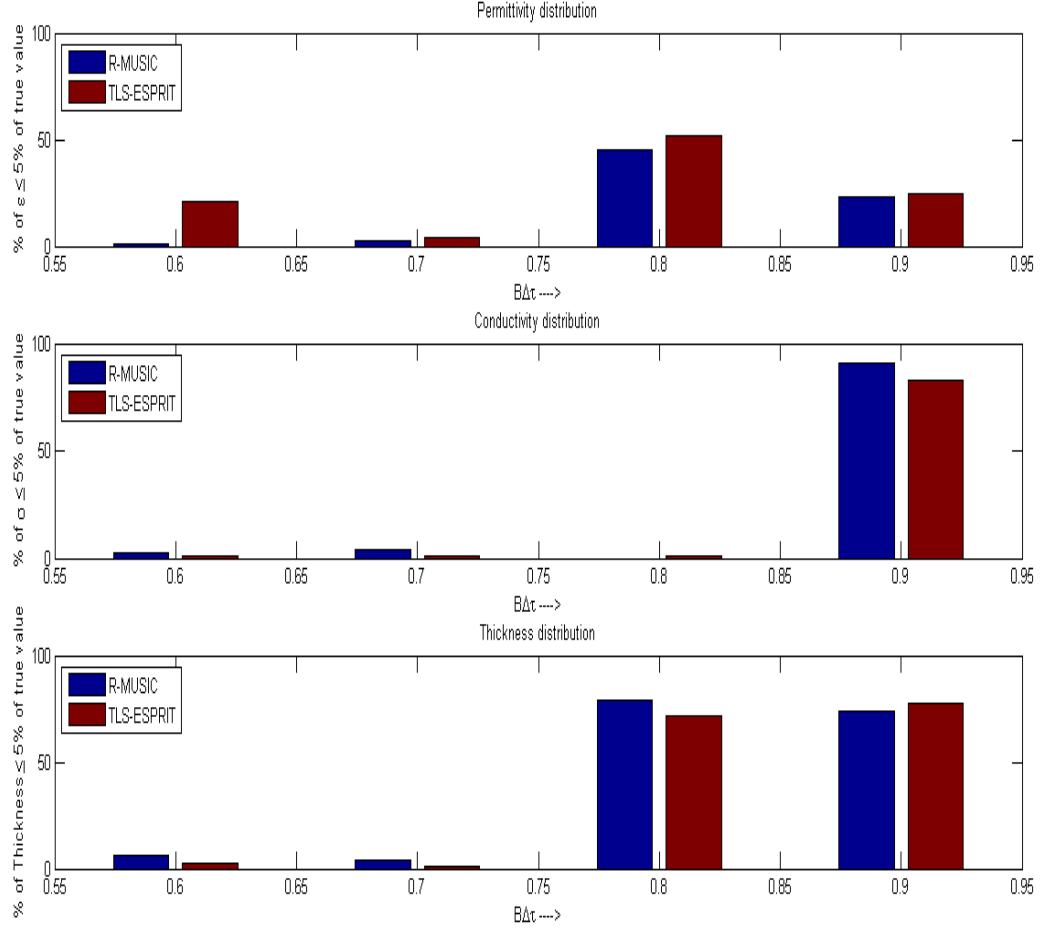 Permittivity distribution
% of ε ≤ 5% of true value
100
50
0
R-MUSIC
TLS-ESPRIT
0.55 0.6 0.65 0.7 0.75 0.8 0.85 0.9 0.95
BΔτ ---->
Conductivity distribution
% of σ ≤ 5% of true value
100
50
0
R-MUSIC
TLS-ESPRIT
0.55 0.6 0.65 0.7 0.75 0.8 0.85 0.9 0.95
BΔτ ---->
Thickness distribution
% of Thickness ≤ 5% of true value
100
50
0
R-MUSIC
TLS-ESPRIT
0.55 0.6 0.65 0.7 0.75 0.8 0.85 0.9 0.95
BΔτ ---->